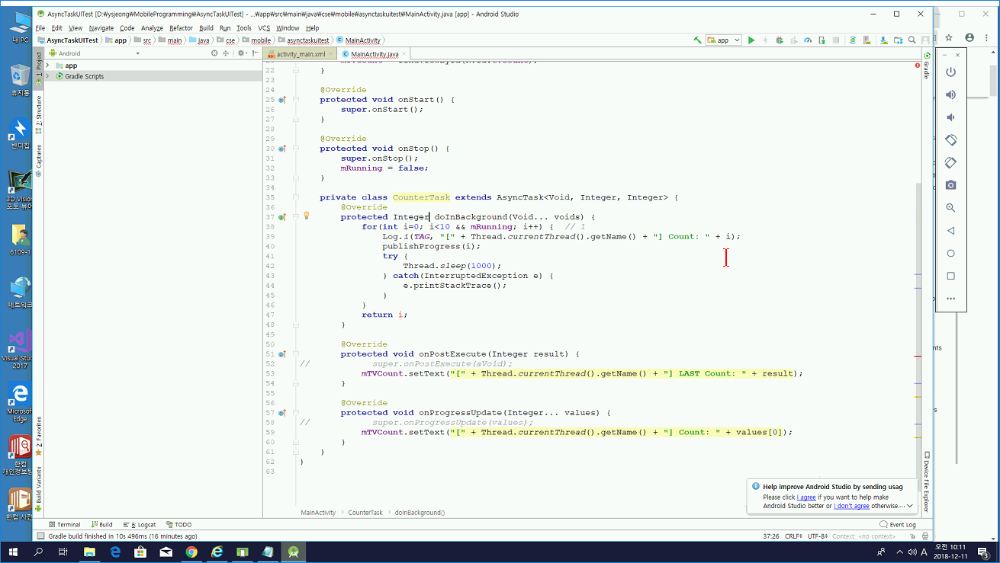 AsyncTaskUITest [D:₩ysjeong₩MobileProgramming₩AsyncTaskUITest] - ...₩app₩src₩main₩java₩cse₩mobile₩asynctaskuitest₩MainActivity.java [app] - Android Studio
File Edit View Navigate Code Analyze Refactor Build Run Tools VCS Window Help
AsyncTaskUITest app src main java cse mobile asynctaskuitest MainActivity
app
Android
activity_main.xml MainActivity.java
app
Gradle Scripts
1: Project
7: Structure
Captures
2: Favorites
Build Variants
Gradle
Device File Explorer
내 PC
휴지통
반디집
3D Vision
포토 뷰어
6109-1
네트워크
Visual Stud
2017
Microsof
Edge
한컴
개인정보탐
한컴 사전
22 }
23
24 @Override
25 protected void onStart() {
26 super.onStart();
27 }
28
29 @Override
30 protected void onStop() {
31 super.onStop();
32 mRunning = false;
33 }
34
35 private class CounterTask extends AsyncTask<Void, Integer, Integer> {
36 @Override
37 protected Integer doInBackground(Void... voids) {
38 for(int i=0; i<10 && mRunning; i++) { // 1
39 Log.i(TAG, "[" + Thread.currentThread().getName() + "] Count: " + i);
40 publishProgress(i);
41 try {
42 Thread.sleep(1000);
43 } catch(InterruptedException e) {
44 e.printStackTrace();
45 }
46 }
47 return i;
48 }
49
50 @Override
51 protected void onPostExecute(Integer result) {
52 // super.onPostExecute(aVoid);
53 mTVCount.setText("[" + Thread.currentThread().getName() + "] LAST Count: " + result);
54 }
55
56 @Override
57 protected void onProgressUpdate(Integer... values) {
58 // super.onProgressUpdate(values);
59 mTVCount.setText("[" + Thread.currentThread().getName() + "] Count: " + values[0]);
60 }
61 }
62 }
63
Help improve Android Studio by sending usag
Please click I agree if you want to help make
Android Studio better or I don't agree otherwise....
MainActivity CounterTask doInBackground()
Terminal Build 6: Logcat TODO Event Log
Gradle build finished in 10s 496ms (16 minutes ago) 37:26 CRLF UTF-8 Context: <no context>
A
오전 10:11
2018-12-11
3